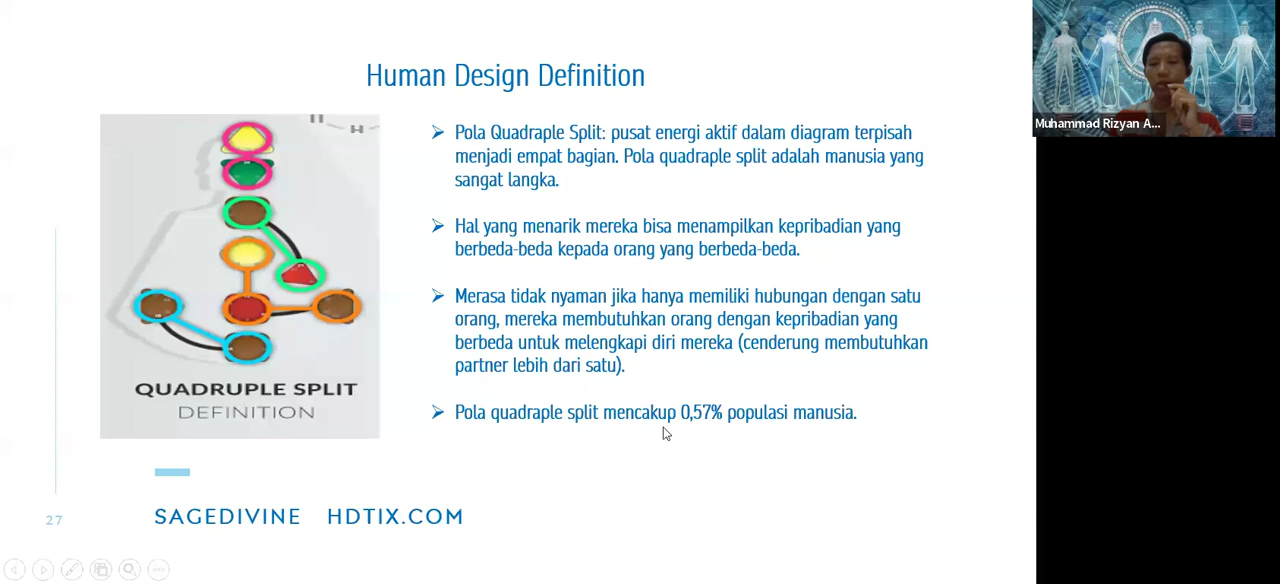 Human Design Definition
Pola Quadraple Split: pusat energi aktif dalam diagram terpisah
menjadi empat bagian. Pola quadraple split adalah manusia yang
sangat langka.
Hal yang menarik mereka bisa menampilkan kepribadian yang
berbeda-beda kepada orang yang berbeda-beda.
Merasa tidak nyaman jika hanya memiliki hubungan dengan satu
orang, mereka membutuhkan orang dengan kepribadian yang
berbeda untuk melengkapi diri mereka (cenderung membutuhkan
partner lebih dari satu).
Pola quadraple split mencakup 0,57% populasi manusia.
QUADRUPLE SPLIT
DEFINITION
27
SAGEDIVINE HDTIX.COM
Muhammad Rizyan A...